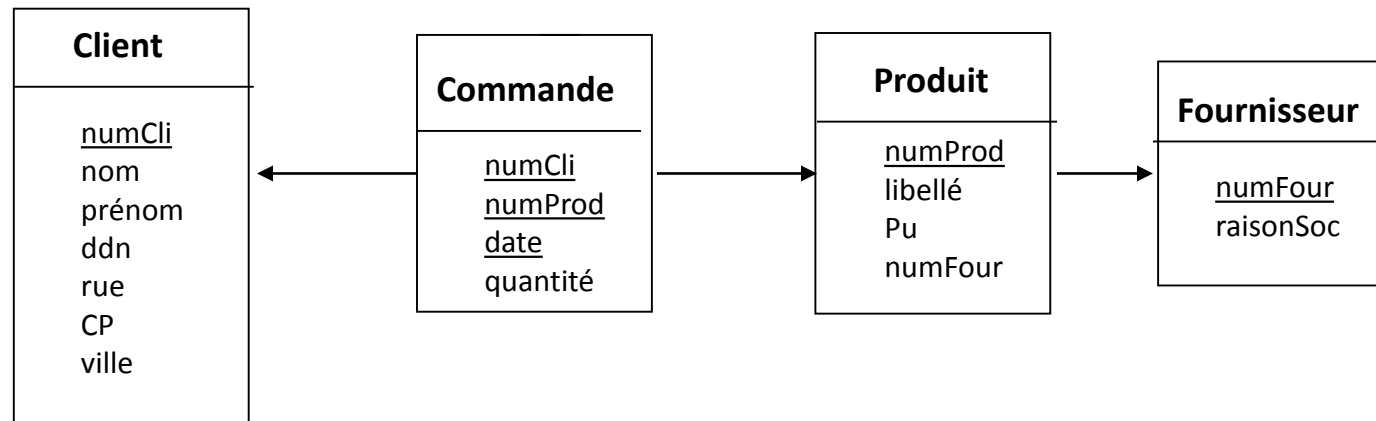 Client
numCli
nom
prénom
ddn
rue
CP
ville
Commande
numCli
numProd
date
quantité
Produit
numProd
libellé
Pu
numFour
Fournisseur
numFour
raisonSoc